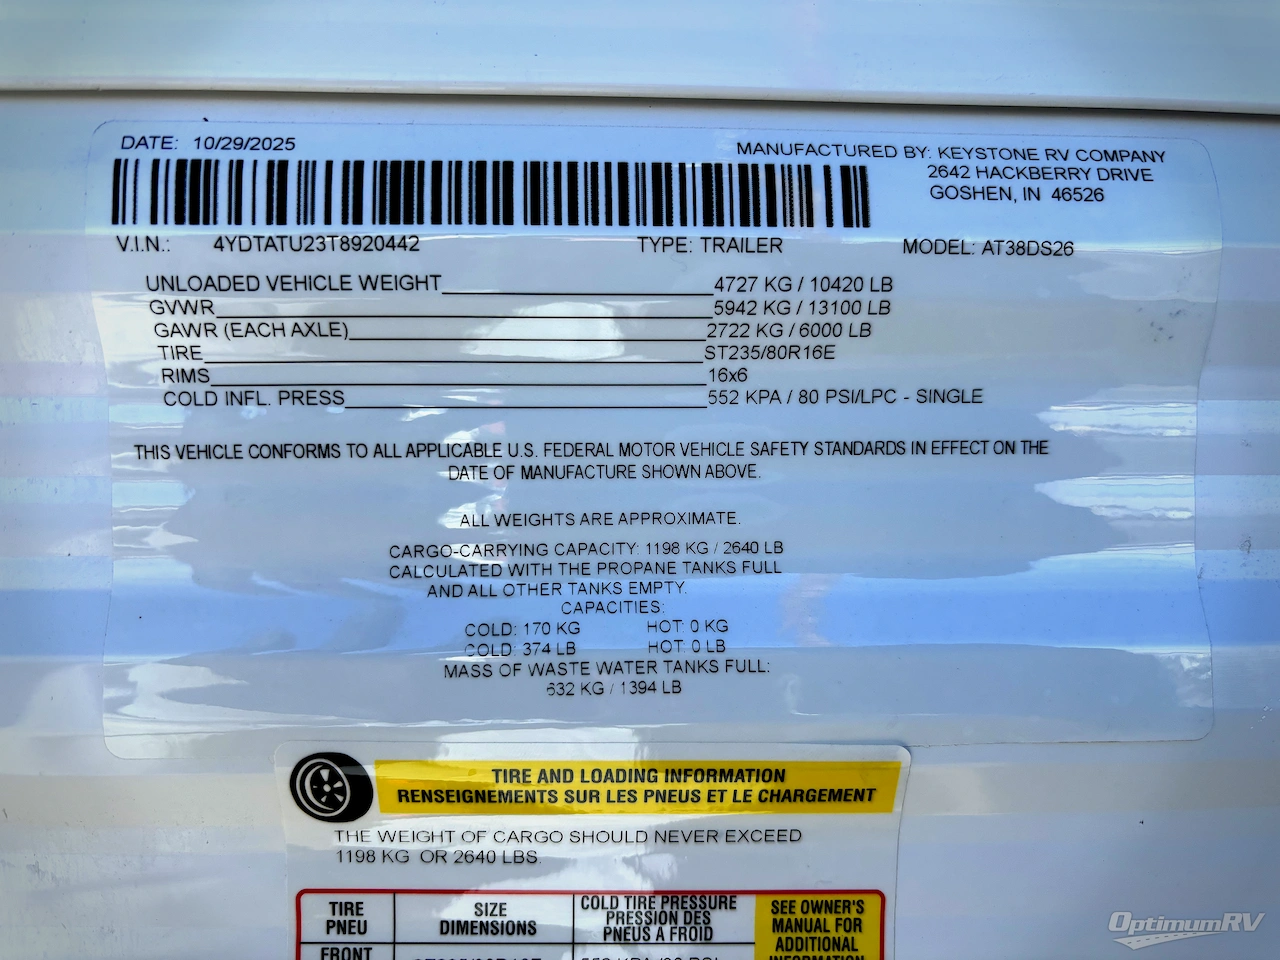 DATE: 10/29/2025
MANUFACTURED BY: KEYSTONE RV COMPANY
2642 HACKBERRY DRIVE
GOSHEN, IN 46526
V.I.N.: 4YDTATU23T8920442 TYPE: TRAILER MODEL: AT38DS26
UNLOADED VEHICLE WEIGHT 4727 KG / 10420 LB
GVWR 5942 KG / 13100 LB
GAWR (EACH AXLE) 2722 KG / 6000 LB
TIRE ST235/80R16E
RIMS 16x6
COLD INFL. PRESS 552 KPA / 80 PSI/LPC - SINGLE
THIS VEHICLE CONFORMS TO ALL APPLICABLE U.S. FEDERAL MOTOR VEHICLE SAFETY STANDARDS IN EFFECT ON THE
DATE OF MANUFACTURE SHOWN ABOVE.
ALL WEIGHTS ARE APPROXIMATE.
CARGO-CARRYING CAPACITY: 1198 KG / 2640 LB
CALCULATED WITH THE PROPANE TANKS FULL
AND ALL OTHER TANKS EMPTY.
CAPACITIES:
COLD: 170 KG HOT: 0 KG
COLD: 374 LB HOT: 0 LB
MASS OF WASTE WATER TANKS FULL:
632 KG / 1394 LB
TIRE AND LOADING INFORMATION
RENSEIGNEMENTS SUR LES PNEUS ET LE CHARGEMENT
THE WEIGHT OF CARGO SHOULD NEVER EXCEED
1198 KG OR 2640 LBS.
TIRE
PNEU
SIZE
DIMENSIONS
COLD TIRE PRESSURE
PRESSION DES
PNEUS A FROID
SEE OWNER'S
MANUAL FOR
ADDITIONAL
INFORMATION
FRONT
OptimumRV